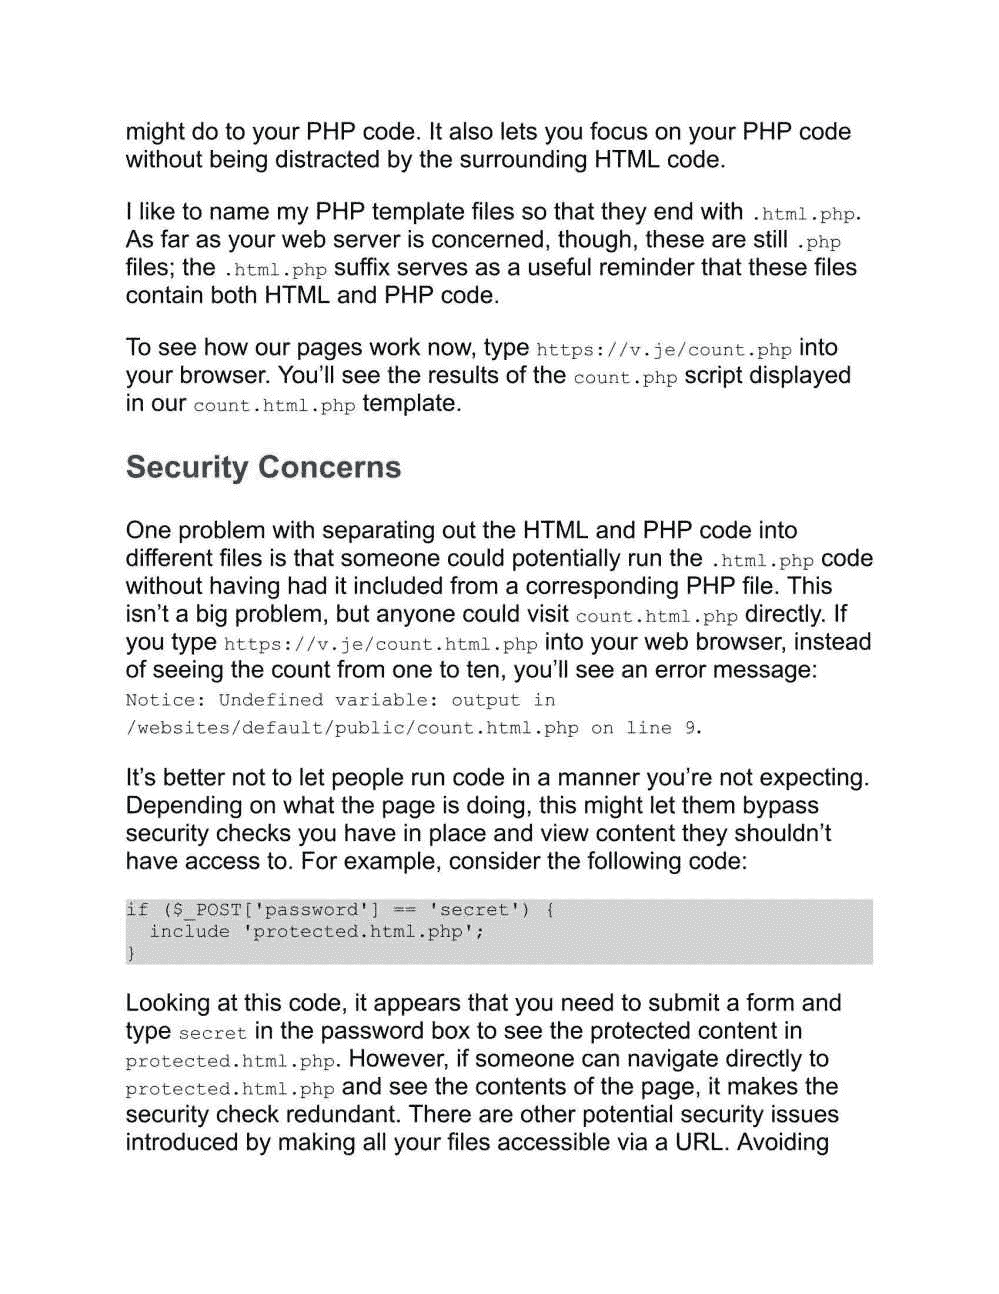 might do to your PHP code. It also lets you focus on your PHP code
without being distracted by the surrounding HTML code.
I like to name my PHP template files so that they end with .html.php.
As far as your web server is concerned, though, these are still .php
files; the .html.php suffix serves as a useful reminder that these files
contain both HTML and PHP code.
To see how our pages work now, type https://v.je/count.php into
your browser. You’ll see the results of the count.php script displayed
in our count.html.php template.
Security Concerns
One problem with separating out the HTML and PHP code into
different files is that someone could potentially run the .html.php code
without having had it included from a corresponding PHP file. This
isn’t a big problem, but anyone could visit count.html.php directly. If
you type https://v.je/count.html.php into your web browser, instead
of seeing the count from one to ten, you’ll see an error message:
Notice: Undefined variable: output in
/websites/default/public/count.html.php on line 9.
It’s better not to let people run code in a manner you’re not expecting.
Depending on what the page is doing, this might let them bypass
security checks you have in place and view content they shouldn’t
have access to. For example, consider the following code:
if ($_POST['password'] == 'secret') {
  include 'protected.html.php';
}
Looking at this code, it appears that you need to submit a form and
type secret in the password box to see the protected content in
protected.html.php. However, if someone can navigate directly to
protected.html.php and see the contents of the page, it makes the
security check redundant. There are other potential security issues
introduced by making all your files accessible via a URL. Avoiding